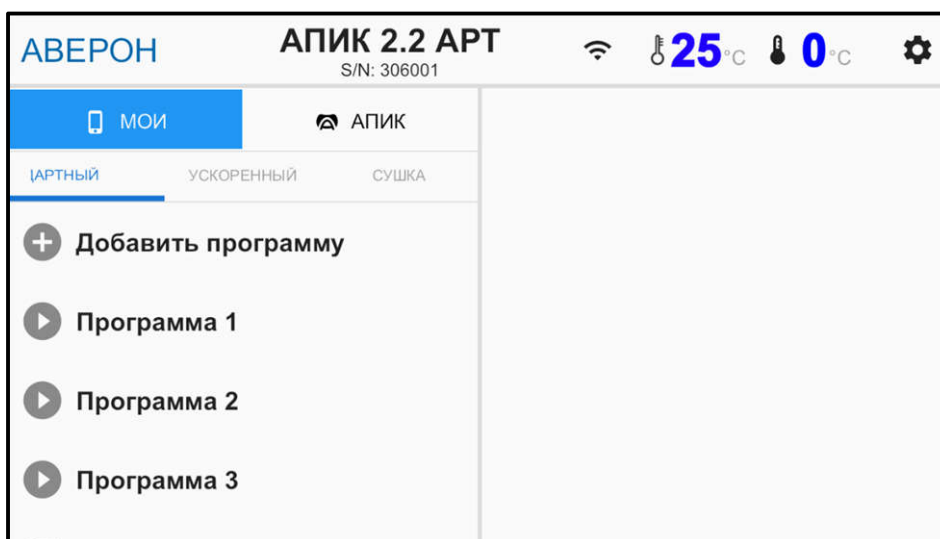 АВЕРОН
АПИК 2.2 АРТ
S/N: 306001
25°C
0°C
МОИ
АПИК
ДАРТНЫЙ
УСКОРЕННЫЙ
СУШКА
Добавить программу
Программа 1
Программа 2
Программа 3